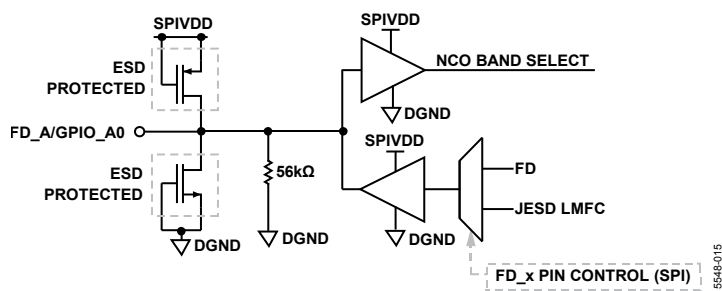 SPIVDD
SPIVDD
ESD
PROTECTED
NCO BAND SELECT
DGND
FD_A/GPIO_A0
SPIVDD
ESD
PROTECTED
56kΩ
FD
JESD LMFC
DGND
DGND
DGND
FD_x PIN CONTROL (SPI)
5548-015